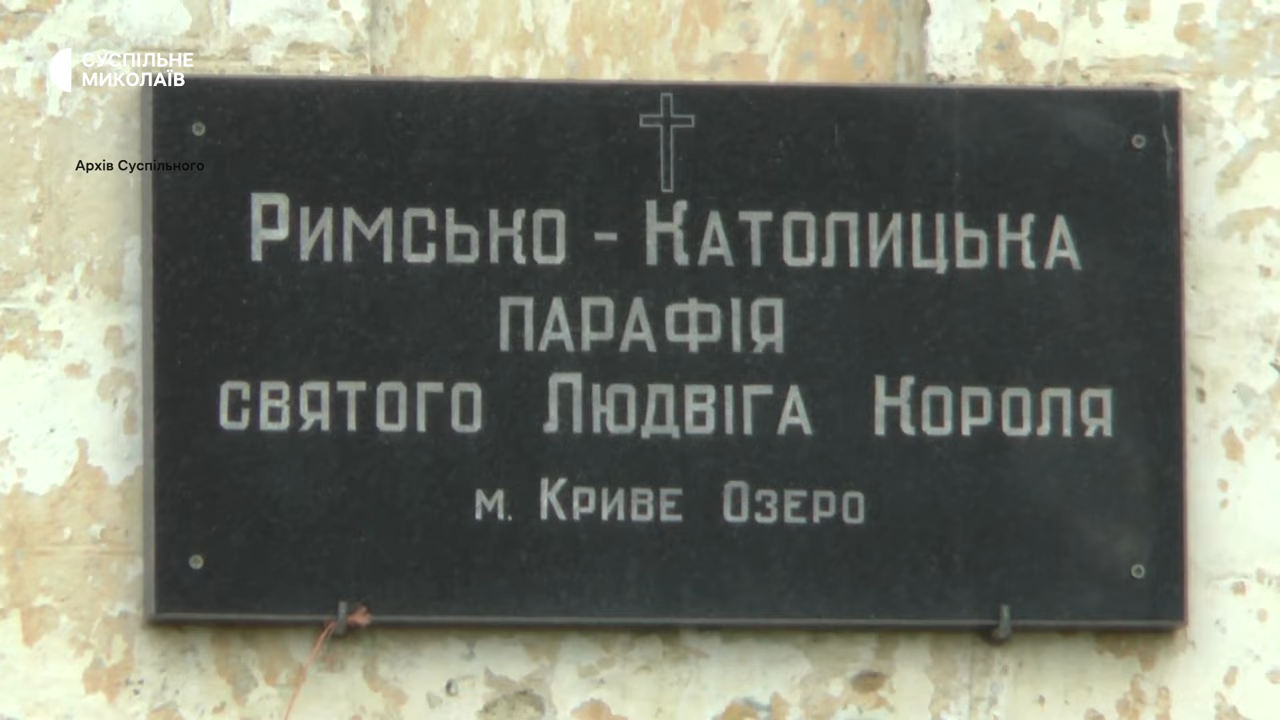 СУСПІЛЬНЕ
МИКОЛАЇВ
Архів Суспільного
Римсько - Католицька
ПАРАФІЯ
святого Людвіга Короля
м. Криве Озеро